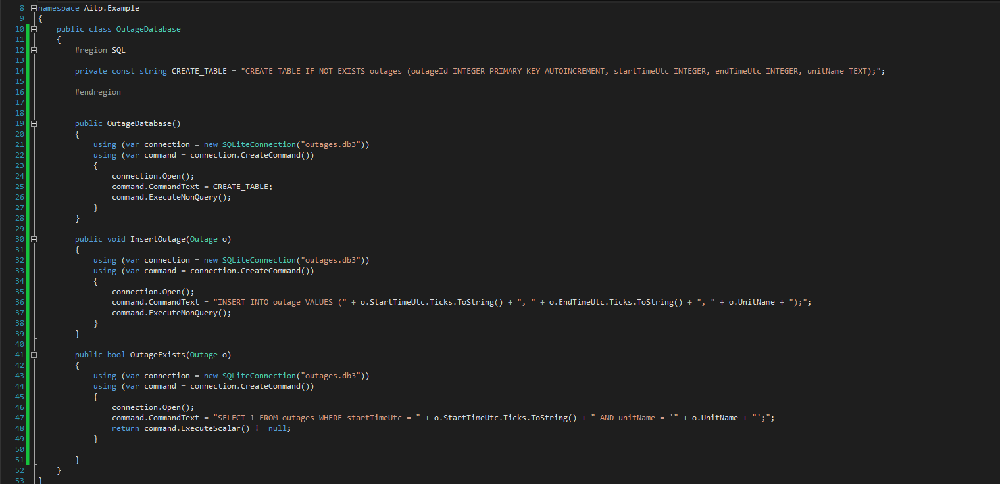 8 namespace Aitp.Example
9 {
10 public class OutageDatabase
11 {
12 #region SQL
13
14 private const string CREATE_TABLE = "CREATE TABLE IF NOT EXISTS outages (outageId INTEGER PRIMARY KEY AUTOINCREMENT, startTimeUtc INTEGER, endTimeUtc INTEGER, unitName TEXT);";
15
16 #endregion
17
18
19 public OutageDatabase()
20 {
21 using (var connection = new SQLiteConnection("outages.db3"))
22 using (var command = connection.CreateCommand())
23 {
24 connection.Open();
25 command.CommandText = CREATE_TABLE;
26 command.ExecuteNonQuery();
27 }
28 }
29
30 public void InsertOutage(Outage o)
31 {
32 using (var connection = new SQLiteConnection("outages.db3"))
33 using (var command = connection.CreateCommand())
34 {
35 connection.Open();
36 command.CommandText = "INSERT INTO outage VALUES (" + o.StartTimeUtc.Ticks.ToString() + ", " + o.EndTimeUtc.Ticks.ToString() + ", " + o.UnitName + ");";
37 command.ExecuteNonQuery();
38 }
39 }
40
41 public bool OutageExists(Outage o)
42 {
43 using (var connection = new SQLiteConnection("outages.db3"))
44 using (var command = connection.CreateCommand())
45 {
46 connection.Open();
47 command.CommandText = "SELECT 1 FROM outages WHERE startTimeUtc = " + o.StartTimeUtc.Ticks.ToString() + " AND unitName = '" + o.UnitName + "';";
48 return command.ExecuteScalar() != null;
49 }
50
51 }
52 }
53 }